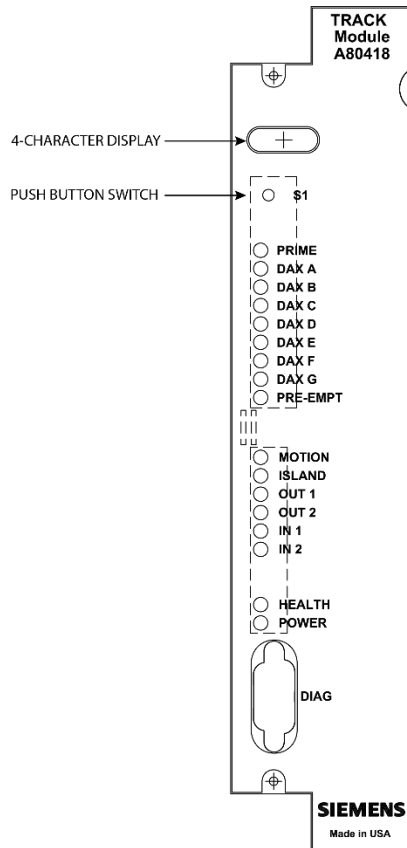 TRACK
Module
A80418
4-CHARACTER DISPLAY
PUSH BUTTON SWITCH
S1
PRIME
DAX A
DAX B
DAX C
DAX D
DAX E
DAX F
DAX G
PRE-EMPT
MOTION
ISLAND
OUT 1
OUT 2
IN 1
IN 2
HEALTH
POWER
DIAG
SIEMENS
Made in USA